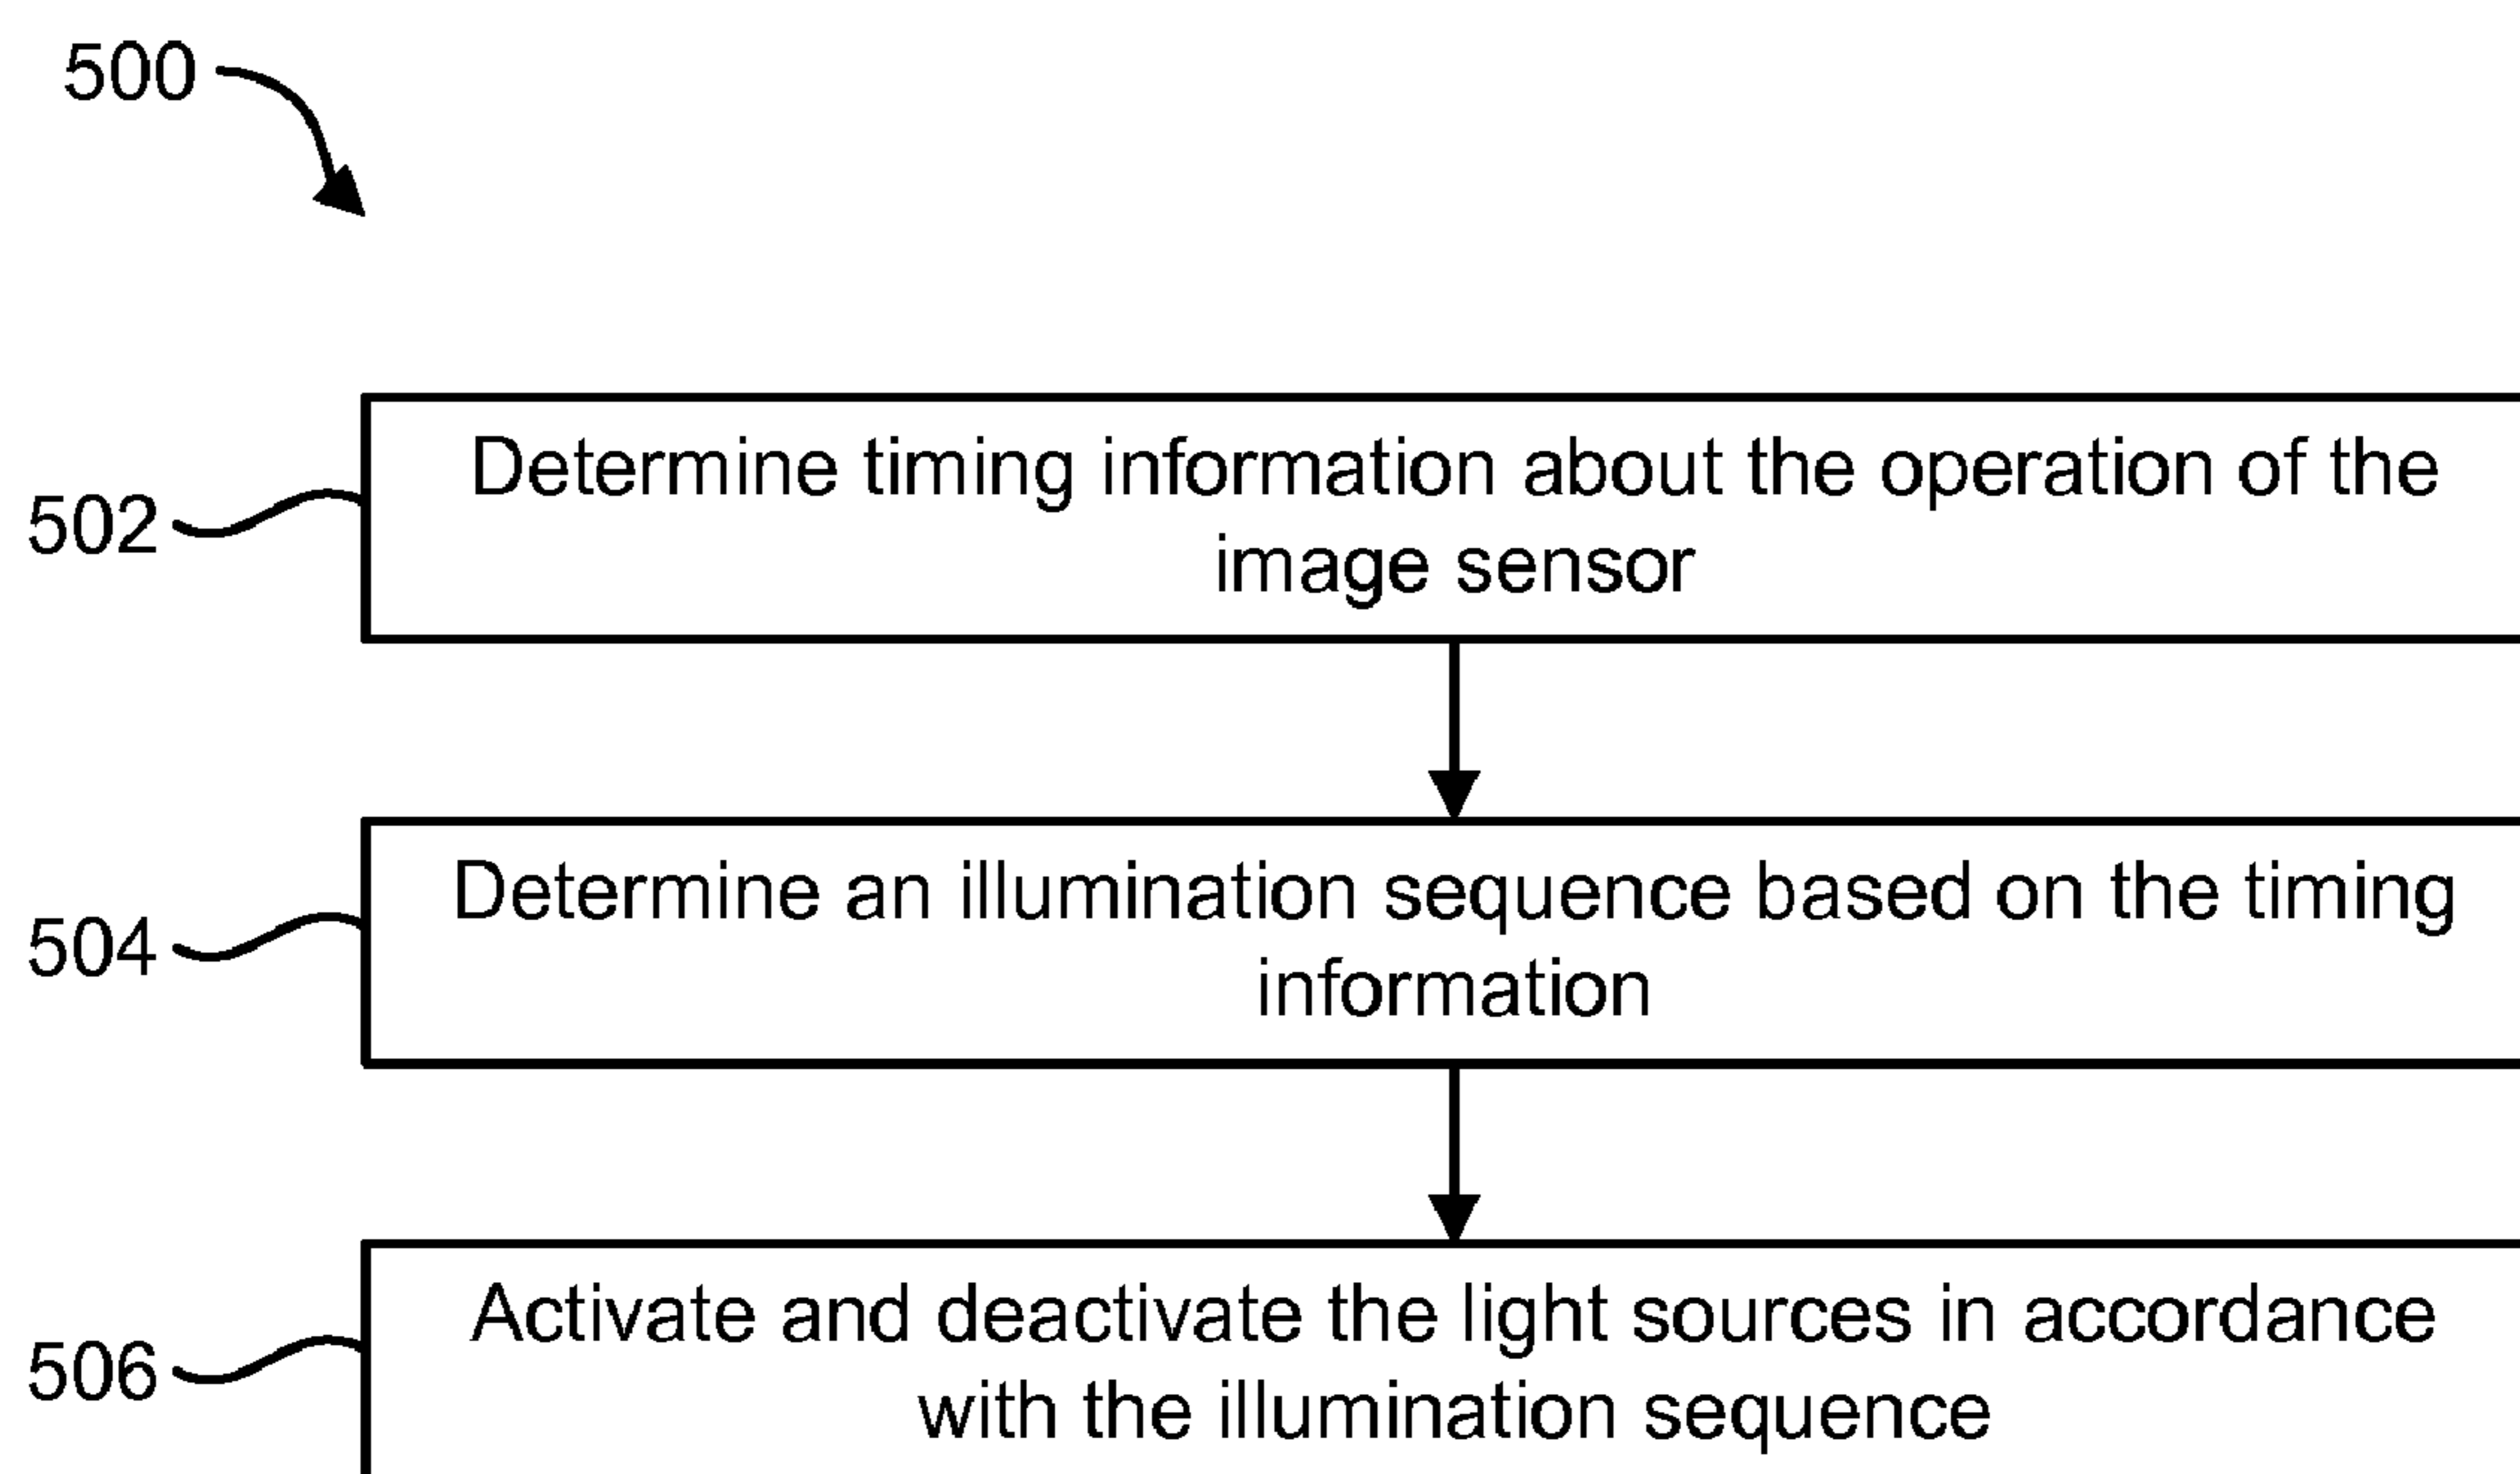 500
Determine timing information about the operation of the
502
image sensor
Determine an illumination sequence based on the timing
504
information
Activate and deactivate the light sources in accordance
506
with the illumination sequence